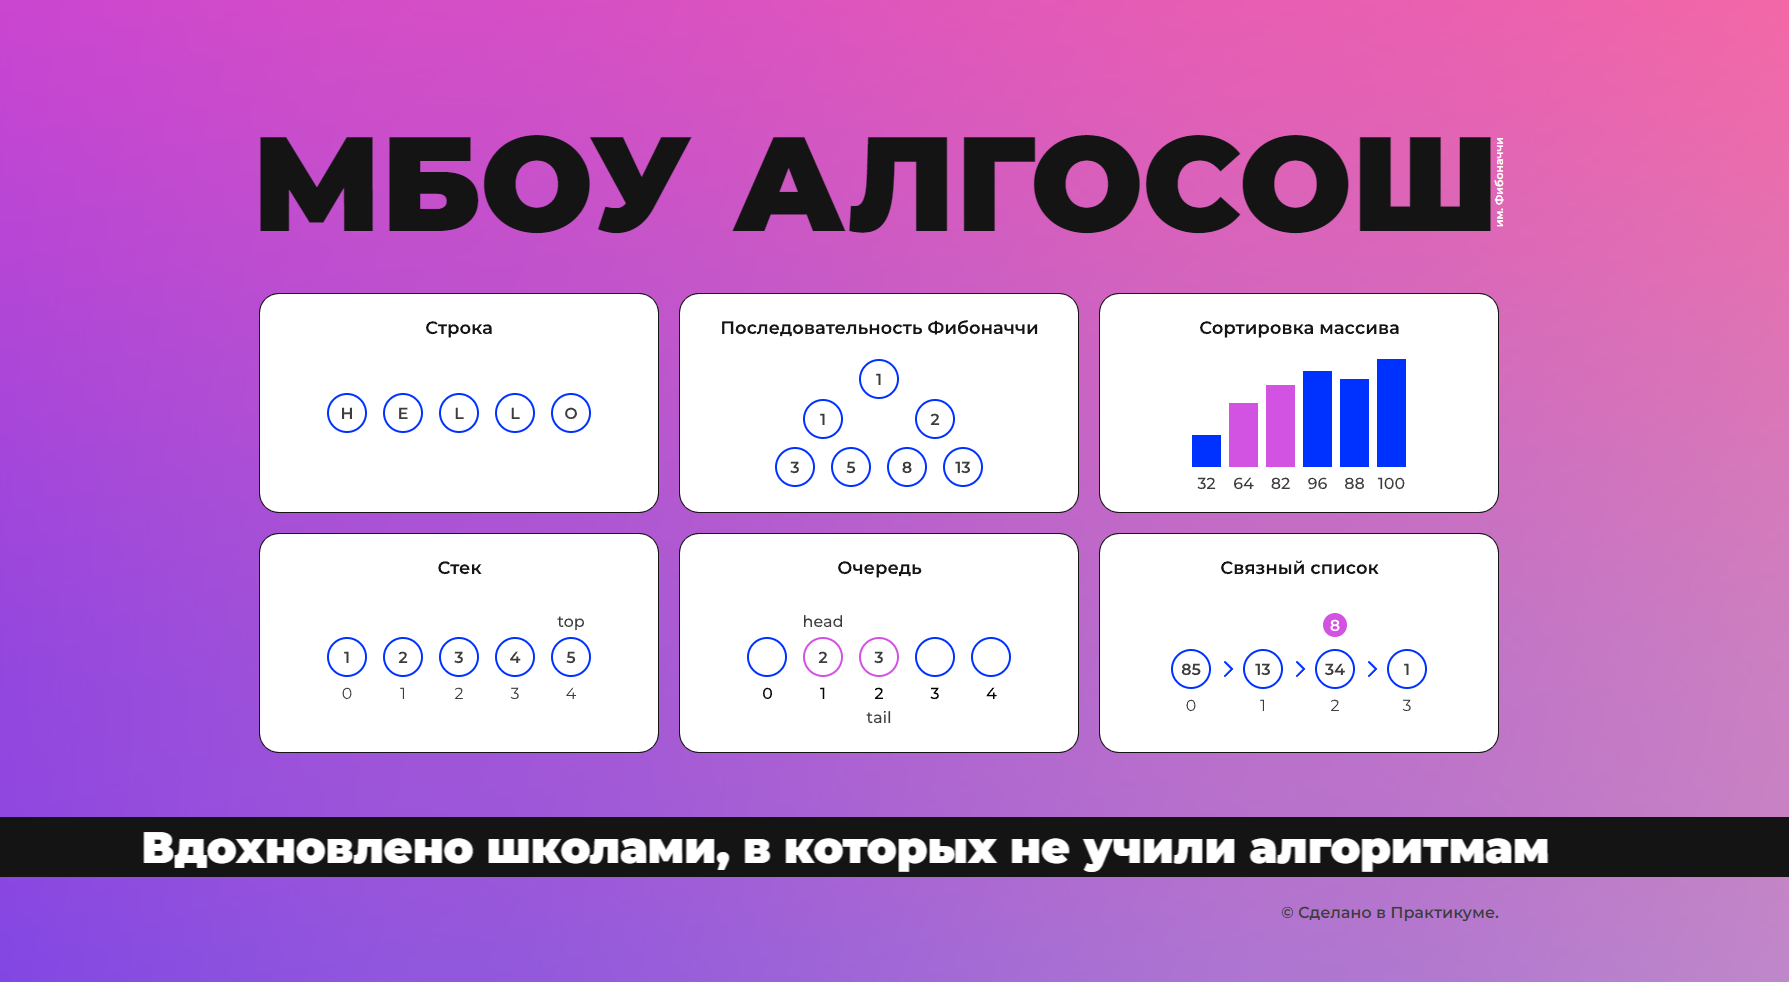 МБОУ АЛГОСОШ
им. Фибоначчи
Строка
H E L L O
Последовательность Фибоначчи
1
1 2
3 5 8 13
Сортировка массива
32 64 82 96 88 100
Стек
top
1 2 3 4 5
0 1 2 3 4
Очередь
head
2 3
0 1 2 3 4
tail
Связный список
8
85 > 13 > 34 > 1
0 1 2 3
Вдохновлено школами, в которых не учили алгоритмам
© Сделано в Практикуме.